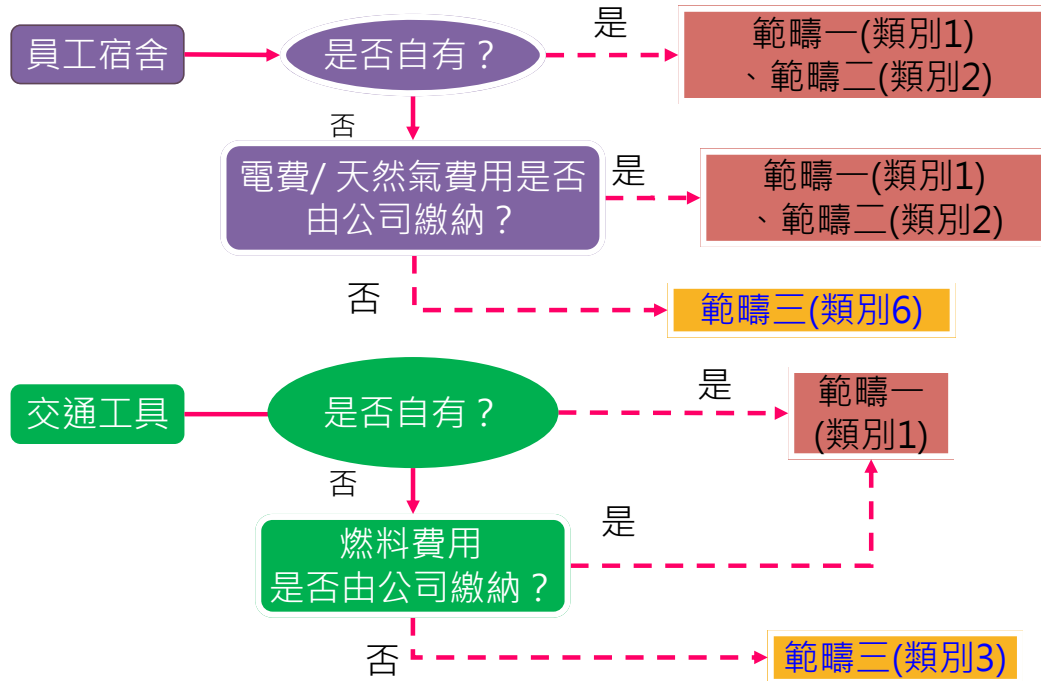 員工宿舍
是否自有？
是
範疇一(類別1)
、範疇二(類別2)
否
電費/ 天然氣費用是否
由公司繳納？
是
範疇一(類別1)
、範疇二(類別2)
否
範疇三(類別6)
交通工具
是否自有？
是
範疇一
(類別1)
否
燃料費用
是否由公司繳納？
是
否
範疇三(類別3)